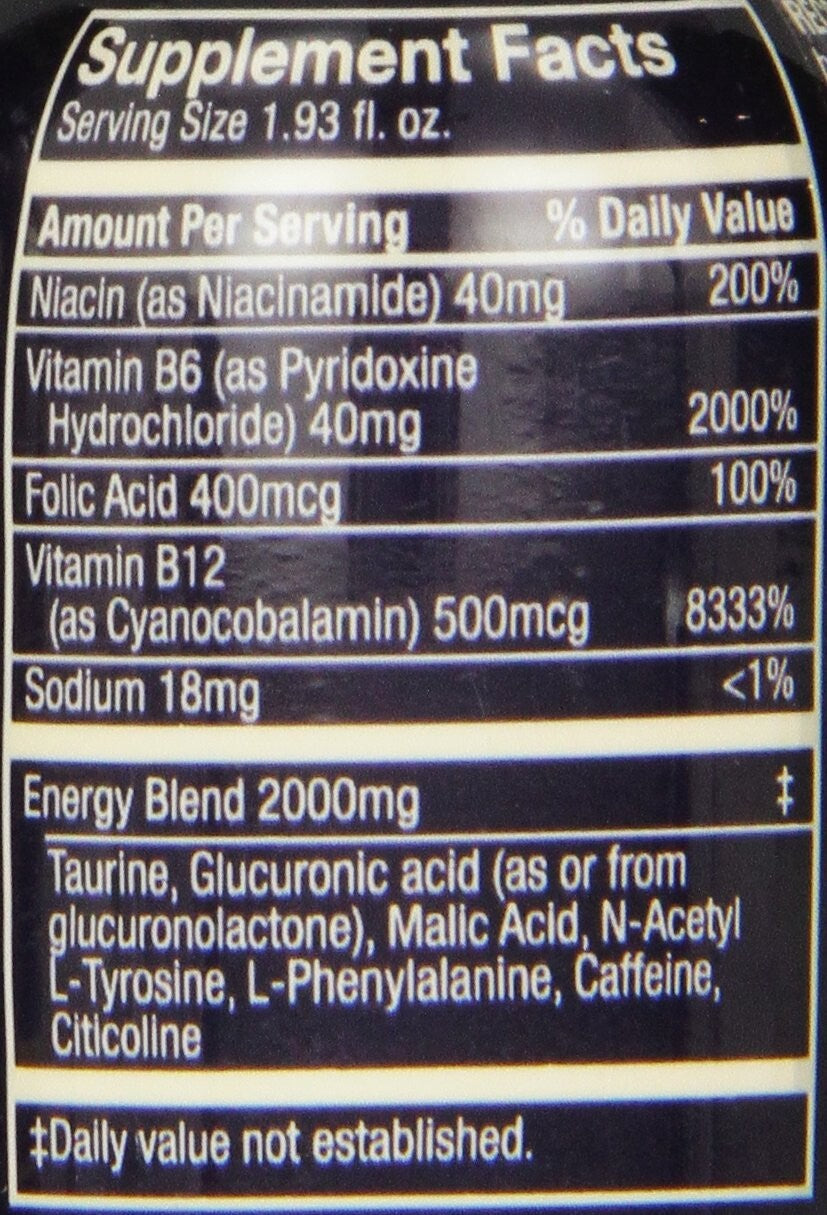 Supplement Facts
Serving Size 1.93 fl. oz.
Amount Per Serving % Daily Value
Niacin (as Niacinamide) 40mg 200%
Vitamin B6 (as Pyridoxine
Hydrochloride) 40mg 2000%
Folic Acid 400mcg 100%
Vitamin B12
(as Cyanocobalamin) 500mcg 8333%
Sodium 18mg <1%
Energy Blend 2000mg ‡
Taurine, Glucuronic acid (as or from
glucuronolactone), Malic Acid, N-Acetyl
L-Tyrosine, L-Phenylalanine, Caffeine,
Citicoline
‡Daily value not established.